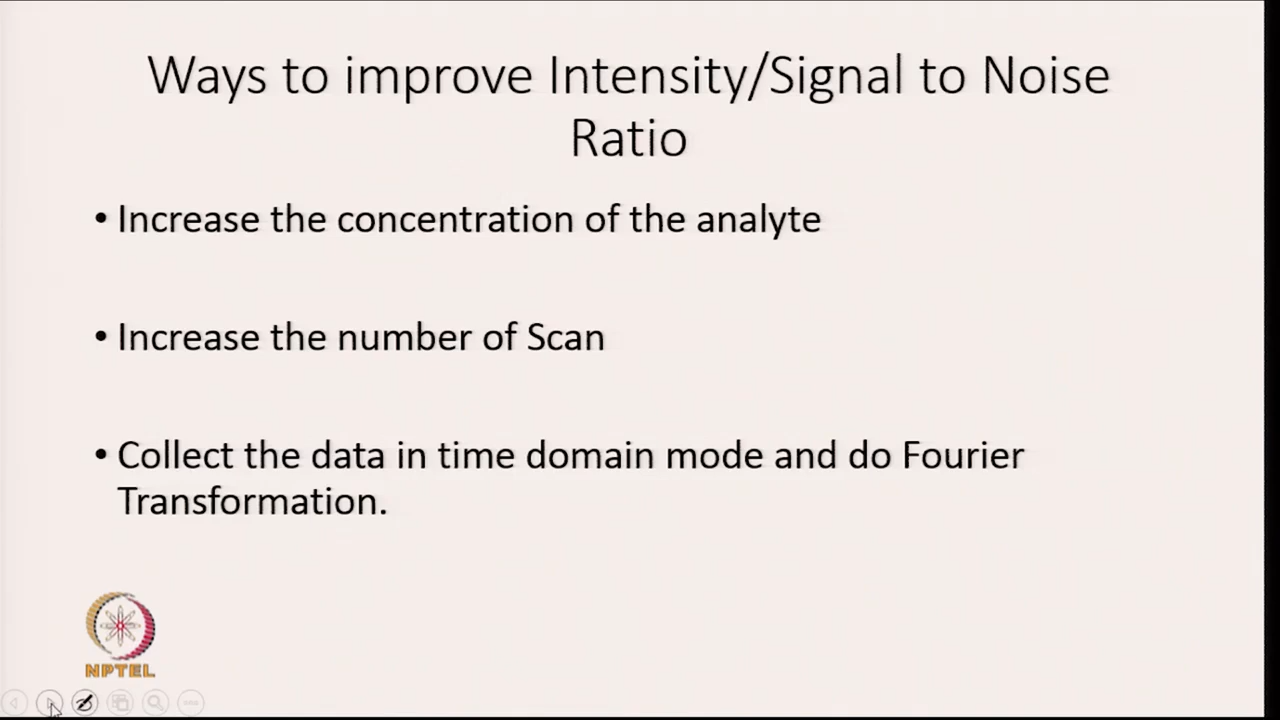 Ways to improve Intensity/Signal to Noise
Ratio
• Increase the concentration of the analyte
• Increase the number of Scan
• Collect the data in time domain mode and do Fourier
Transformation.
NPTEL